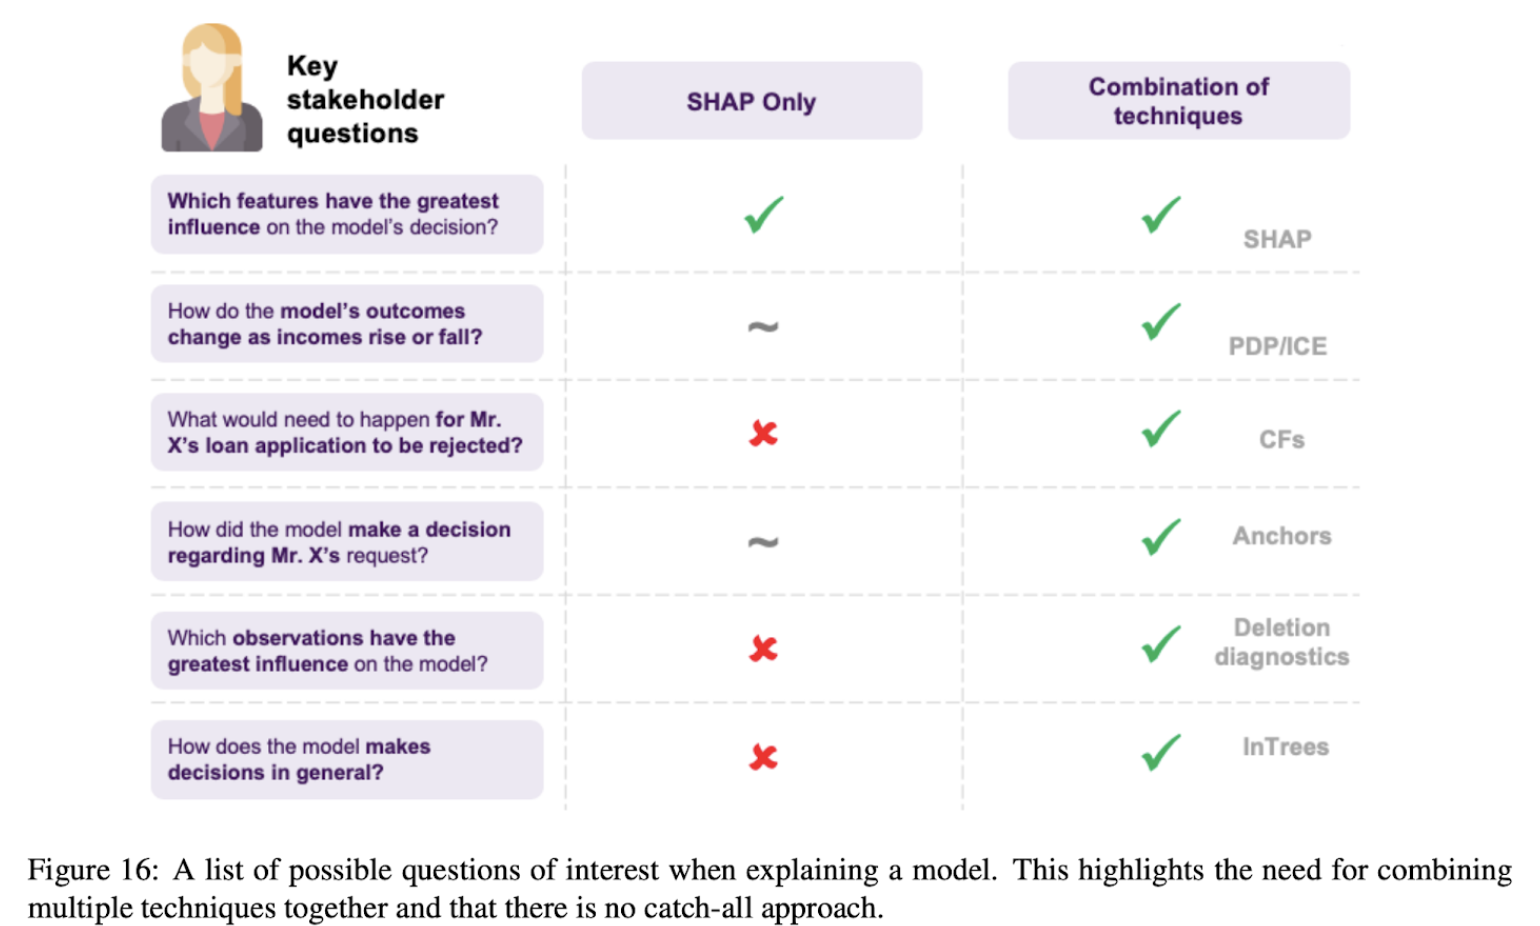 Key
stakeholder
questions
SHAP Only
Combination of
techniques
Which features have the greatest
influence on the model's decision?
✓
✓
SHAP
How do the model's outcomes
change as incomes rise or fall?
~
✓
PDP/ICE
What would need to happen for Mr.
X's loan application to be rejected?
✘
✓
CFs
How did the model make a decision
regarding Mr. X's request?
~
✓
Anchors
Which observations have the
greatest influence on the model?
✘
✓
Deletion
diagnostics
How does the model makes
decisions in general?
✘
✓
InTrees
Figure 16: A list of possible questions of interest when explaining a model. This highlights the need for combining
multiple techniques together and that there is no catch-all approach.